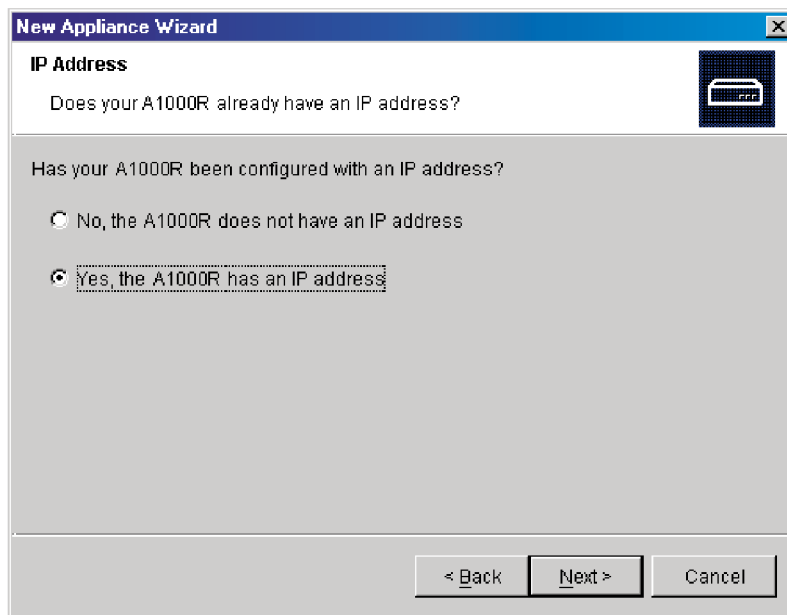 New Appliance Wizard
IP Address
Does your A1000R already have an IP address?
Has your A1000R been configured with an IP address?
No, the A1000R does not have an IP address
Yes, the A1000R has an IP address
< Back Next > Cancel